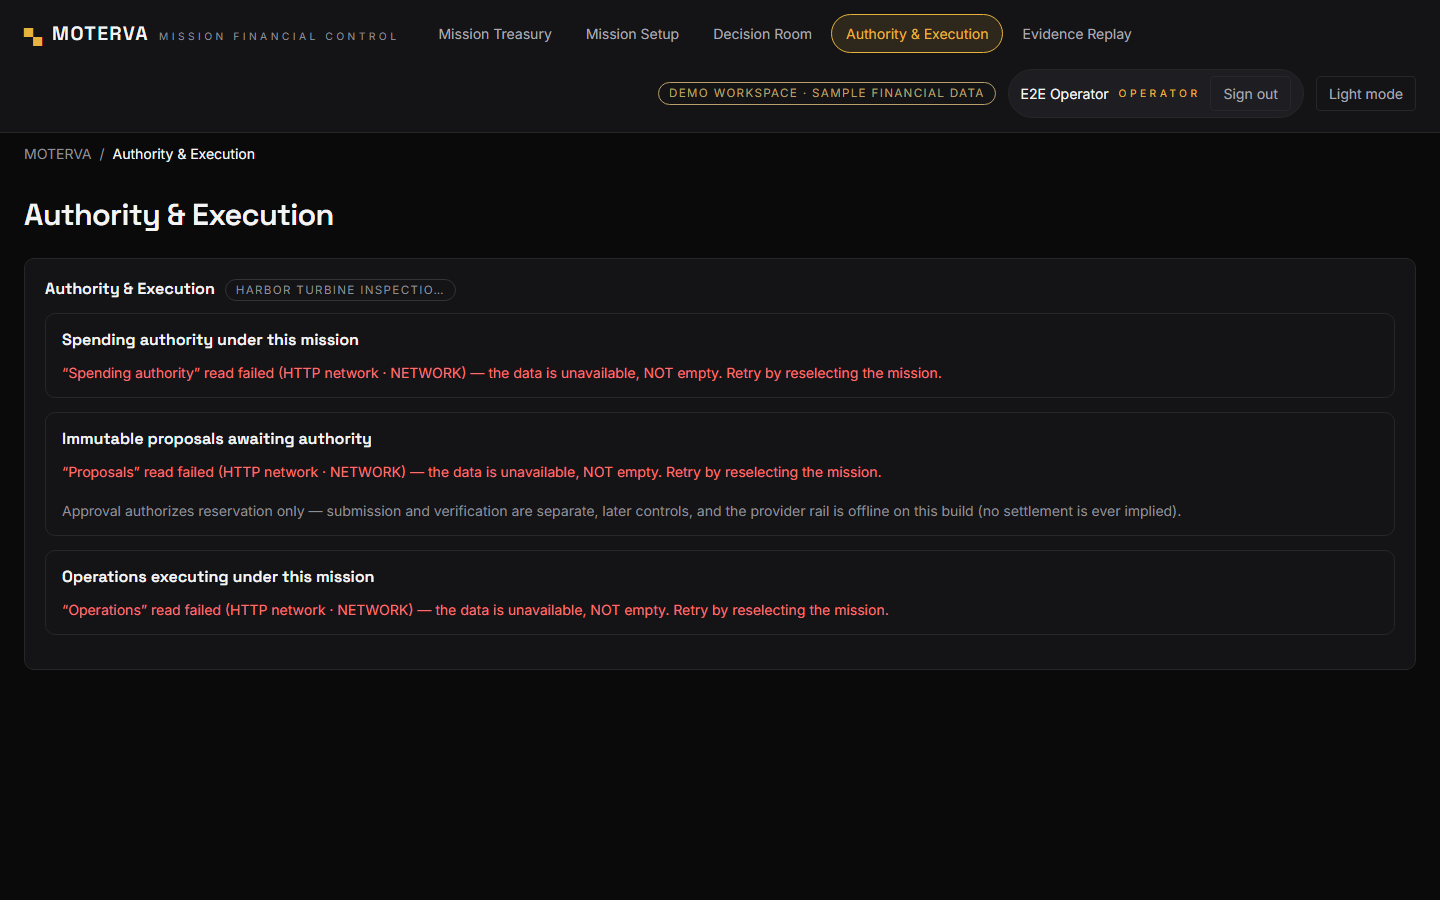 MOTERVA MISSION FINANCIAL CONTROL Mission Treasury Mission Setup Decision Room Authority & Execution Evidence Replay
DEMO WORKSPACE · SAMPLE FINANCIAL DATA E2E Operator OPERATOR Sign out Light mode
MOTERVA / Authority & Execution
Authority & Execution
Authority & Execution HARBOR TURBINE INSPECTIO…
Spending authority under this mission
“Spending authority” read failed (HTTP network · NETWORK) — the data is unavailable, NOT empty. Retry by reselecting the mission.
Immutable proposals awaiting authority
“Proposals” read failed (HTTP network · NETWORK) — the data is unavailable, NOT empty. Retry by reselecting the mission.
Approval authorizes reservation only — submission and verification are separate, later controls, and the provider rail is offline on this build (no settlement is ever implied).
Operations executing under this mission
“Operations” read failed (HTTP network · NETWORK) — the data is unavailable, NOT empty. Retry by reselecting the mission.